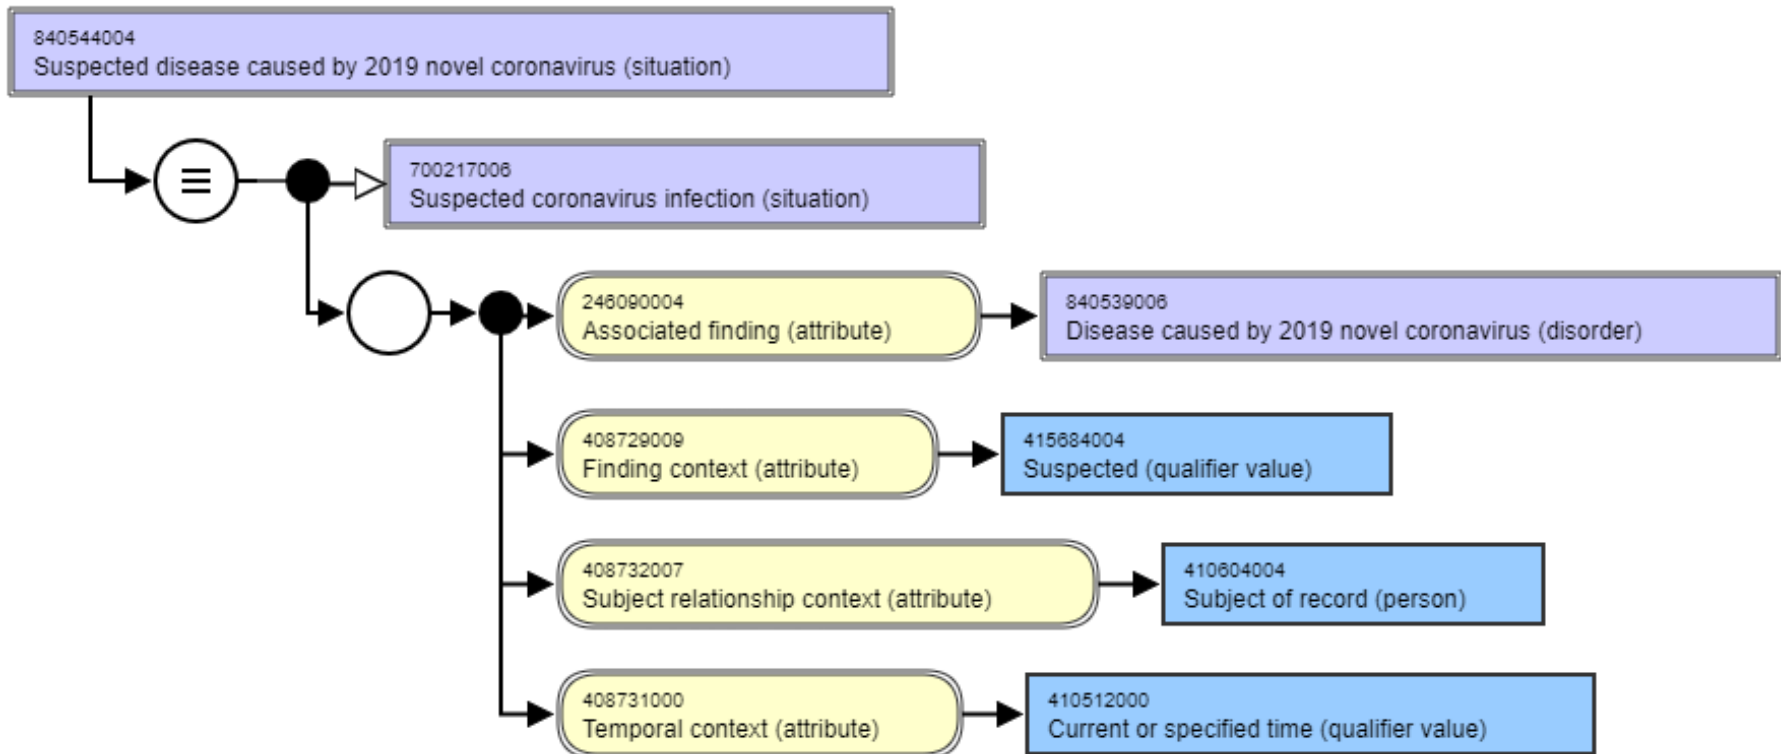 840544004
Suspected disease caused by 2019 novel coronavirus (situation)
700217006
Suspected coronavirus infection (situation)
246090004
Associated finding (attribute)
840539006
Disease caused by 2019 novel coronavirus (disorder)
408729009
Finding context (attribute)
415684004
Suspected (qualifier value)
408732007
Subject relationship context (attribute)
410604004
Subject of record (person)
408731000
Temporal context (attribute)
410512000
Current or specified time (qualifier value)